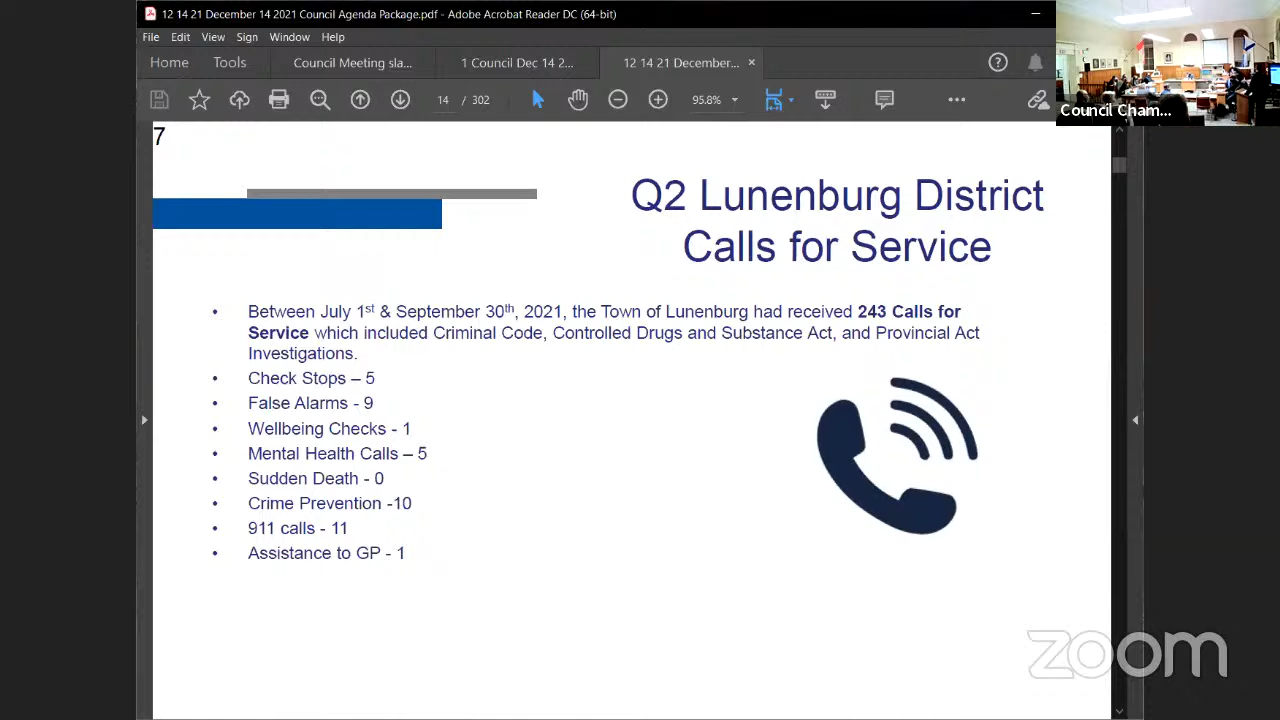 12 14 21 December 14 2021 Council Agenda Package.pdf - Adobe Acrobat Reader DC (64-bit)
File Edit View Sign Window Help
Home Tools Council Meeting sla... 1 Council Dec 14 2... 12 14 21 December... ×
14 / 302 95.8%
Council Cham...
7
Q2 Lunenburg District
Calls for Service
• Between July 1st & September 30th, 2021, the Town of Lunenburg had received 243 Calls for
Service which included Criminal Code, Controlled Drugs and Substance Act, and Provincial Act
Investigations.
• Check Stops – 5
• False Alarms - 9
• Wellbeing Checks - 1
• Mental Health Calls – 5
• Sudden Death - 0
• Crime Prevention -10
• 911 calls - 11
• Assistance to GP - 1
zoom